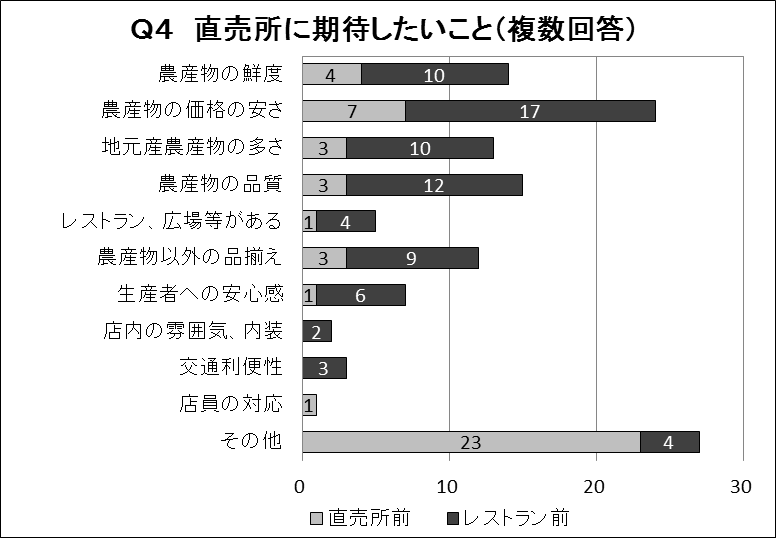 Q4 直売所に期待したいこと(複数回答)
農産物の鮮度 4 10
農産物の価格の安さ 7 17
地元産農産物の多さ 3 10
農産物の品質 3 12
レストラン、広場等がある 1 4
農産物以外の品揃え 3 9
生産者への安心感 1 6
店内の雰囲気、内装 2
交通利便性 3
店員の対応 1
その他 23 4
0 10 20 30
直売所前 レストラン前